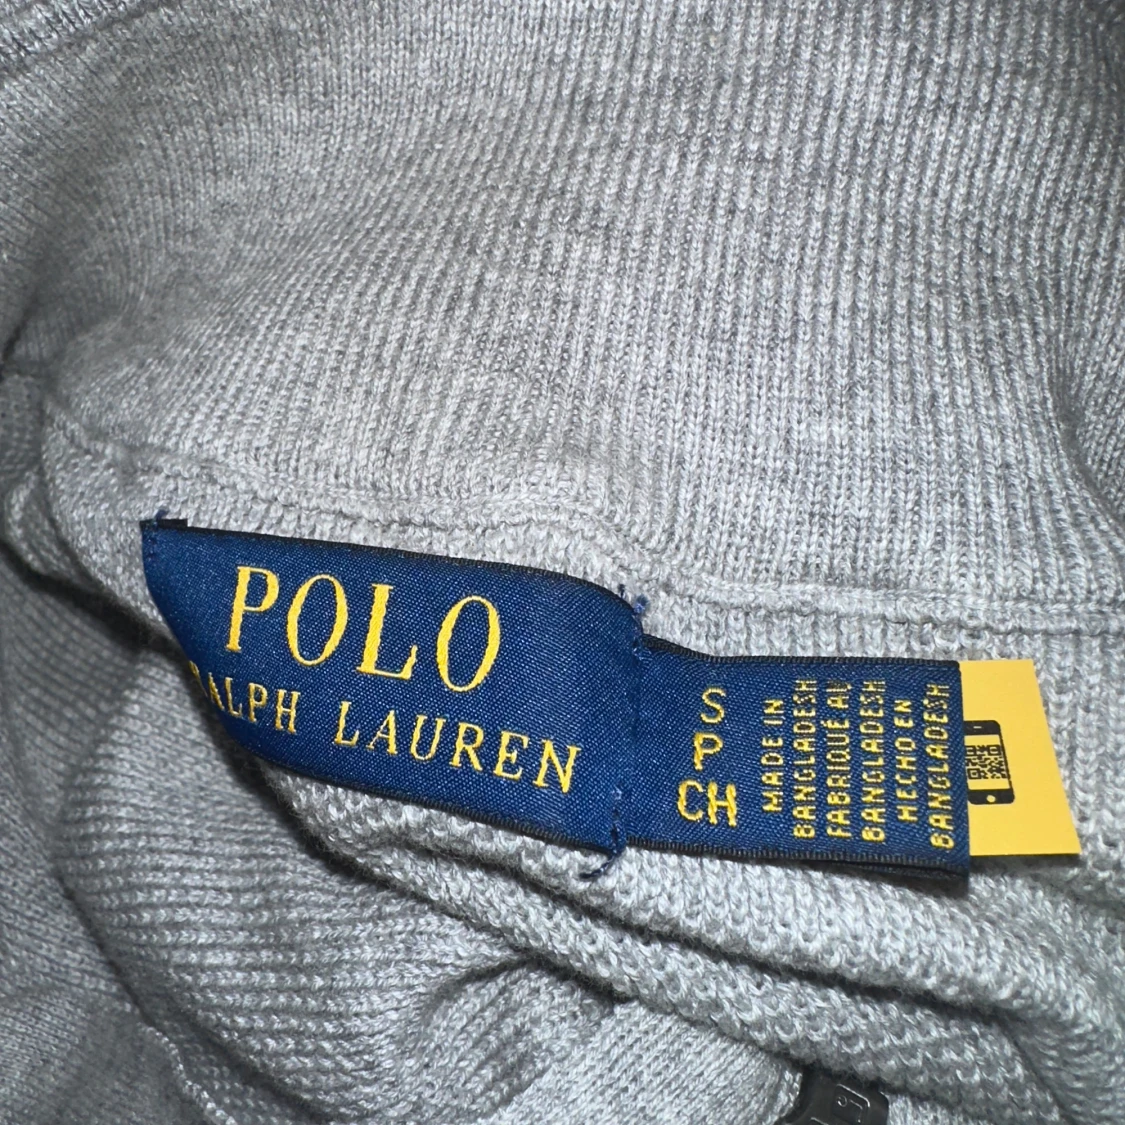 POLO
RALPH LAUREN
S
P
CH
MADE IN
BANGLADESH
FABRIQUÉ AU
BANGLADESH
HECHO EN
BANGLADESH